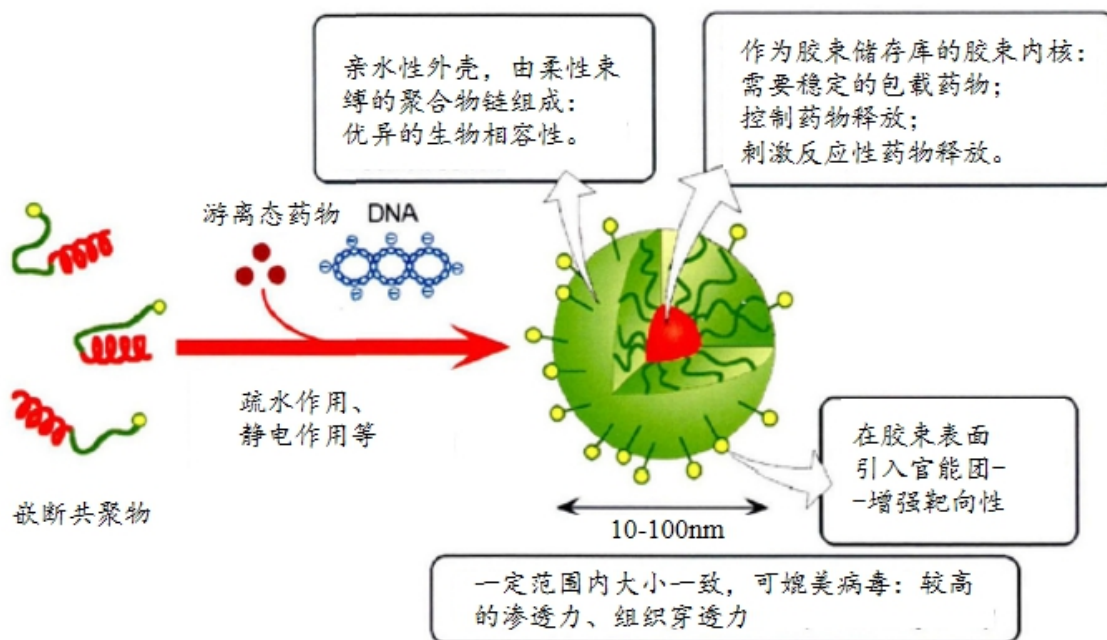 亲水性外壳，由柔性束
缚的聚合物链组成：
优异的生物相容性。
作为胶束储存库的胶束内核：
需要稳定的包载药物；
控制药物释放；
刺激反应性药物释放。
游离态药物
DNA
疏水作用、
静电作用等
嵌断共聚物
在胶束表面
引入官能团-
-增强靶向性
10-100nm
一定范围内大小一致，可媲美病毒：较高
的渗透力、组织穿透力